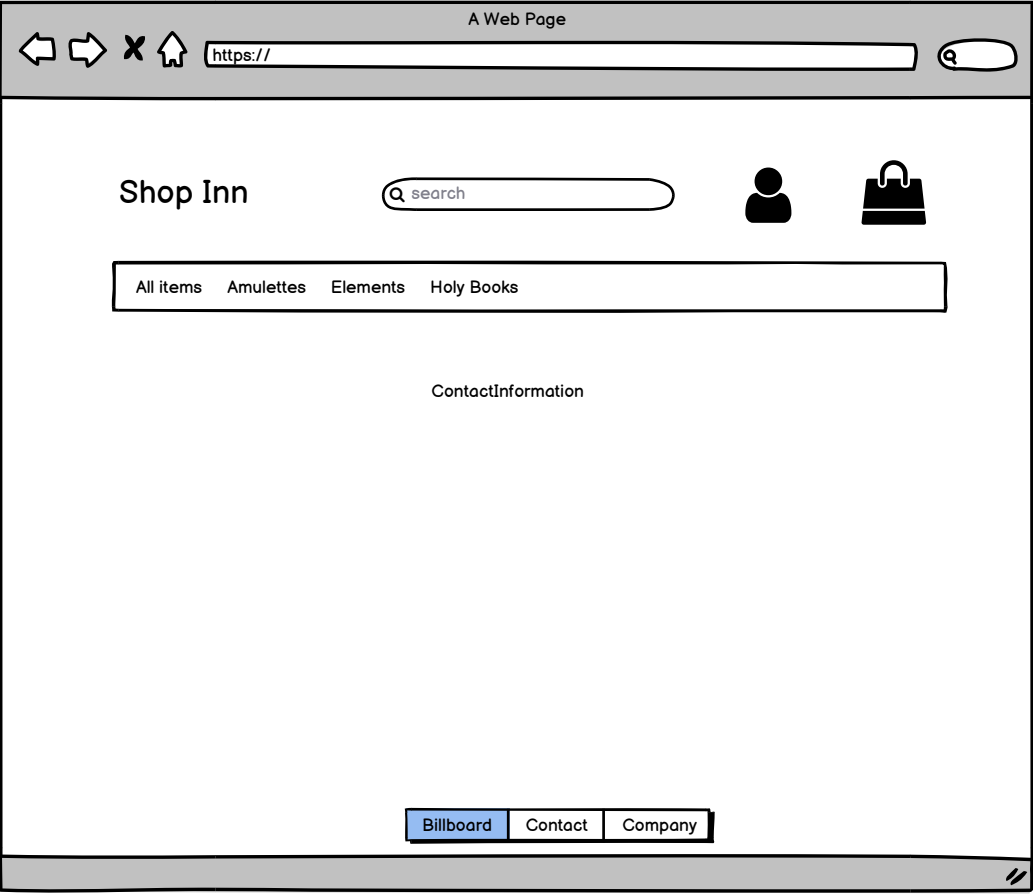 A Web Page
https://
Shop Inn
search
All items Amulettes Elements Holy Books
ContactInformation
Billboard Contact Company